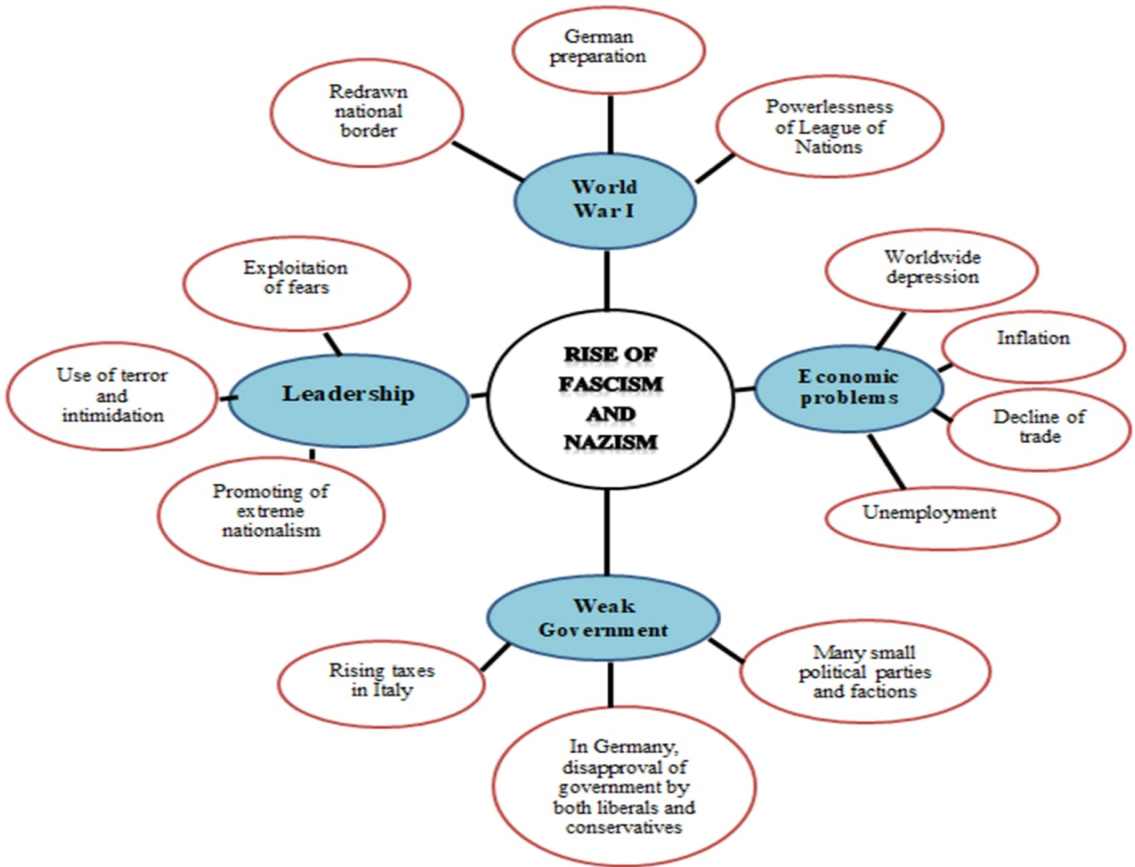 German
preparation
Redrawn
national
border
Powerlessness
of League of
Nations
World
War I
Exploitation
of fears
Worldwide
depression
Use of terror
and
intimidation
Leadership
RISE OF
FASCISM
AND
NAZISM
Economic
problems
Inflation
Decline of
trade
Promoting of
extreme
nationalism
Unemployment
Weak
Government
Rising taxes
in Italy
Many small
political parties
and factions
In Germany,
disapproval of
government by
both liberals and
conservatives